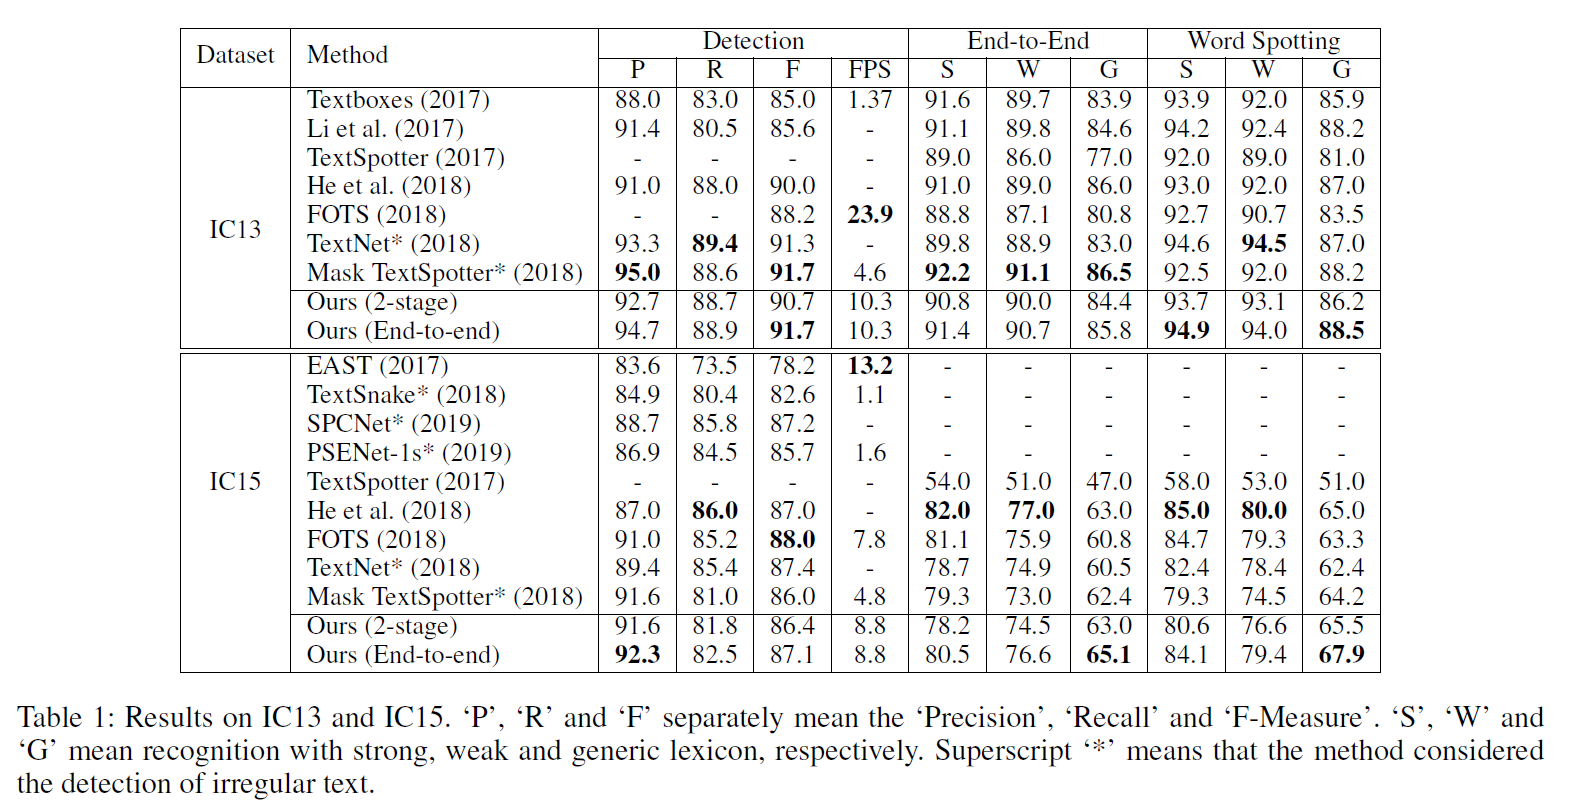 Dataset Method Detection End-to-End Word Spotting
P R F FPS S W G S W G
IC13
Textboxes (2017) 88.0 83.0 85.0 1.37 91.6 89.7 83.9 93.9 92.0 85.9
Li et al. (2017) 91.4 80.5 85.6 - 91.1 89.8 84.6 94.2 92.4 88.2
TextSpotter (2017) - - - - 89.0 86.0 77.0 92.0 89.0 81.0
He et al. (2018) 91.0 88.0 90.0 - 91.0 89.0 86.0 93.0 92.0 87.0
FOTS (2018) - - 88.2 23.9 88.8 87.1 80.8 92.7 90.7 83.5
TextNet* (2018) 93.3 89.4 91.3 - 89.8 88.9 83.0 94.6 94.5 87.0
Mask TextSpotter* (2018) 95.0 88.6 91.7 4.6 92.2 91.1 86.5 92.5 92.0 88.2
Ours (2-stage) 92.7 88.7 90.7 10.3 90.8 90.0 84.4 93.7 93.1 86.2
Ours (End-to-end) 94.7 88.9 91.7 10.3 91.4 90.7 85.8 94.9 94.0 88.5
IC15
EAST (2017) 83.6 73.5 78.2 13.2 - - - - - -
TextSnake* (2018) 84.9 80.4 82.6 1.1 - - - - - -
SPCNet* (2019) 88.7 85.8 87.2 - - - - - - -
PSENet-1s* (2019) 86.9 84.5 85.7 1.6 - - - - - -
TextSpotter (2017) - - - - 54.0 51.0 47.0 58.0 53.0 51.0
He et al. (2018) 87.0 86.0 87.0 - 82.0 77.0 63.0 85.0 80.0 65.0
FOTS (2018) 91.0 85.2 88.0 7.8 81.1 75.9 60.8 84.7 79.3 63.3
TextNet* (2018) 89.4 85.4 87.4 - 78.7 74.9 60.5 82.4 78.4 62.4
Mask TextSpotter* (2018) 91.6 81.0 86.0 4.8 79.3 73.0 62.4 79.3 74.5 64.2
Ours (2-stage) 91.6 81.8 86.4 8.8 78.2 74.5 63.0 80.6 76.6 65.5
Ours (End-to-end) 92.3 82.5 87.1 8.8 80.5 76.6 65.1 84.1 79.4 67.9
Table 1: Results on IC13 and IC15. ‘P’, ‘R’ and ‘F’ separately mean the ‘Precision’, ‘Recall’ and ‘F-Measure’. ‘S’, ‘W’ and
‘G’ mean recognition with strong, weak and generic lexicon, respectively. Superscript ‘*’ means that the method considered
the detection of irregular text.